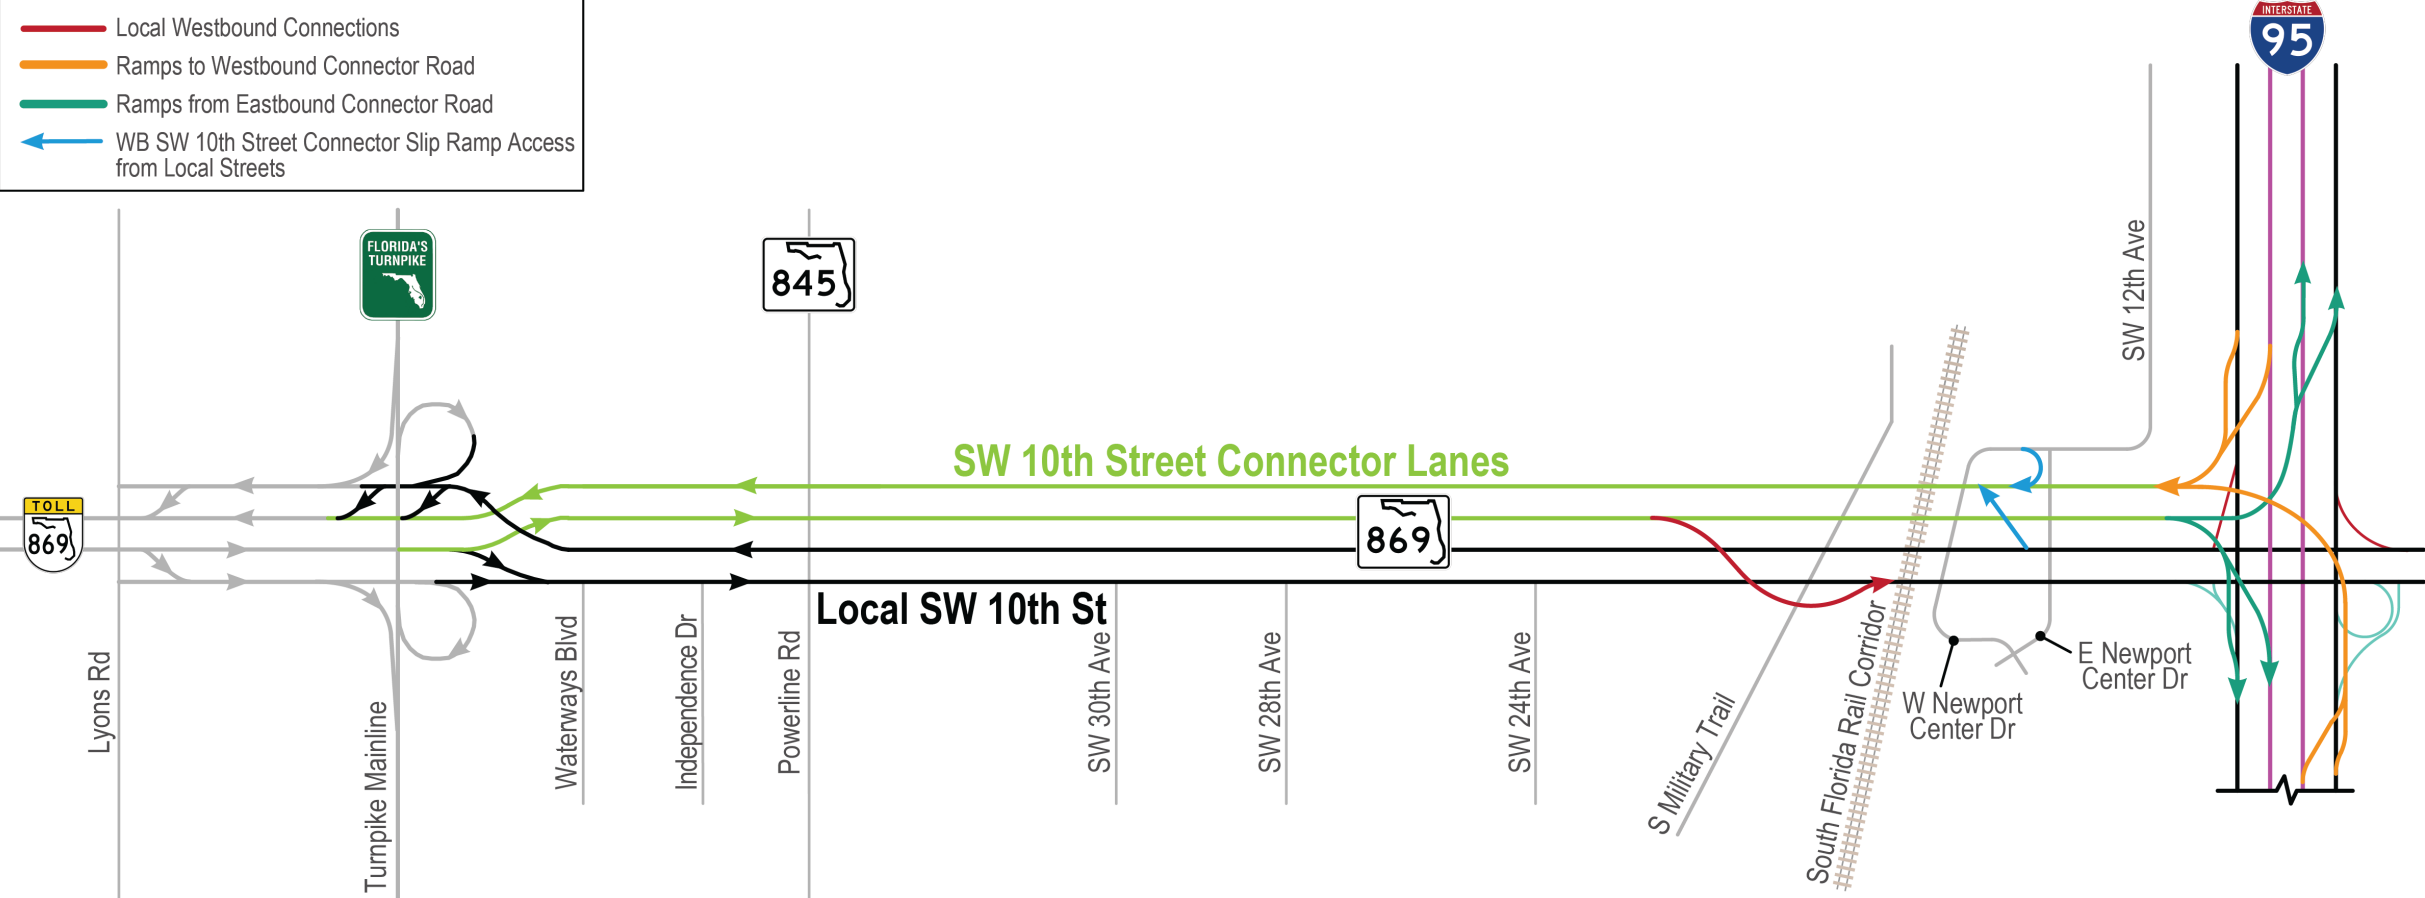 Local Westbound Connections
Ramps to Westbound Connector Road
Ramps from Eastbound Connector Road
WB SW 10th Street Connector Slip Ramp Access
from Local Streets
INTERSTATE
95
FLORIDA'S
TURNPIKE
845
SW 12th Ave
SW 10th Street Connector Lanes
TOLL
869
869
Local SW 10th St
Lyons Rd
Turnpike Mainline
Waterways Blvd
Independence Dr
Powerline Rd
SW 30th Ave
SW 28th Ave
SW 24th Ave
S Military Trail
South Florida Rail Corridor
W Newport
Center Dr
E Newport
Center Dr